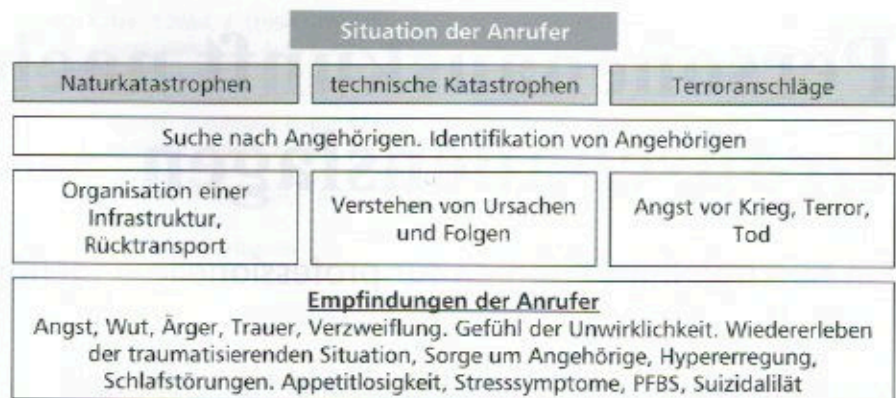 Situation der Anrufer
Naturkatastrophen
technische Katastrophen
Terroranschläge
Suche nach Angehörigen. Identifikation von Angehörigen
Organisation einer
Infrastruktur,
Rücktransport
Verstehen von Ursachen
und Folgen
Angst vor Krieg, Terror,
Tod
Empfindungen der Anrufer
Angst, Wut, Ärger, Trauer, Verzweiflung. Gefühl der Unwirklichkeit. Wiedererleben
der traumatisierenden Situation, Sorge um Angehörige, Hypererregung,
Schlafstörungen. Appetitlosigkeit, Stresssymptome, PFBS, Suizidalilät